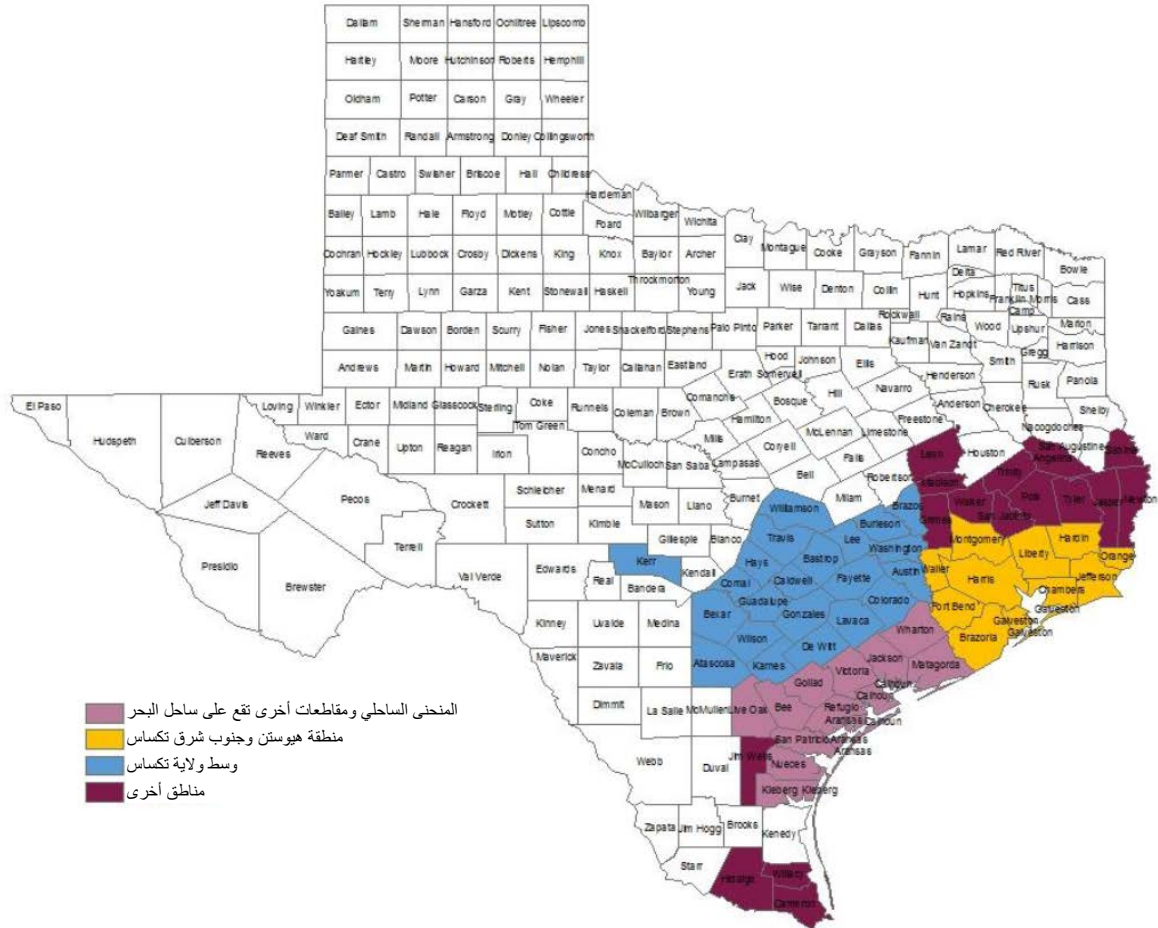 Dallam Sherman Hansford Ochiltree Lipscomb
Hartley Moore Hutchinson Roberts Hemphill
Oldham Potter Carson Gray Wheeler
Deaf Smith Randall Armstrong Donley Collingsworth
Parmer Castro Swisher Briscoe Hall Childress
Hardeman
Bailey Lamb Hale Floyd Motley Cottle Foard Wilbarger Wichita
Clay Montague Cooke Grayson Fannin Lamar Red River Bowie
Cochran Hockley Lubbock Crosby Dickens King Knox Baylor Archer
Delta Titus
Yoakum Terry Lynn Garza Kent Stonewall Haskell Throckmorton Young Jack Wise Denton Collin Hunt Hopkins Franklin Morris Cass
Rockwall Rains Camp
Gaines Dawson Borden Scurry Fisher Jones Shackelford Stephens Palo Pinto Parker Tarrant Dallas Kaufman Van Zandt Wood Upshur Marion
Gregg Harrison
Andrews Martin Howard Mitchell Nolan Taylor Callahan Eastland Erath Hood Somervell Johnson Ellis Henderson Smith Rusk Panola
El Paso Hudspeth Culberson Loving Winkler Ector Midland Glasscock Sterling Coke Runnels Coleman Brown Comanche Bosque Hill Navarro Anderson Cherokee Shelby
Reeves Ward Crane Upton Reagan Irion Tom Green Concho McCulloch San Saba Mills Hamilton Coryell McLennan Limestone Freestone Nacogdoches
Lampasas Bell Falls Robertson Leon Houston Trinity Angelina San Augustine Sabine
Jeff Davis Pecos Crockett Schleicher Menard Mason Llano Burnet Milam Madison Walker Polk Tyler Jasper Newton
Sutton Kimble Gillespie Blanco Williamson Travis Lee Burleson Brazos Grimes San Jacinto
Presidio Brewster Terrell Val Verde Edwards Real Kerr Bandera Kendall Hays Bastrop Washington Montgomery Liberty Hardin Orange
Comal Caldwell Fayette Austin Waller Harris Chambers Jefferson
Kinney Uvalde Medina Bexar Guadalupe Gonzales Colorado Fort Bend Galveston
Galveston
Galveston
Wilson Lavaca Wharton Brazoria
Maverick Zavala Frio Atascosa Karnes De Witt Jackson Matagorda
Victoria Calhoun
Dimmit La Salle McMullen Live Oak Bee Goliad Refugio Calhoun
Aransas Calhoun
San Patricio Aransas
Aransas
Webb Duval Jim Wells Nueces
Kleberg Kleberg
Zapata Jim Hogg Brooks Kenedy
Starr Hidalgo Willacy
Cameron
المنحنى الساحلي ومقاطعات أخرى تقع على ساحل البحر
منطقة هيوستن وجنوب شرق تكساس
وسط ولاية تكساس
مناطق أخرى